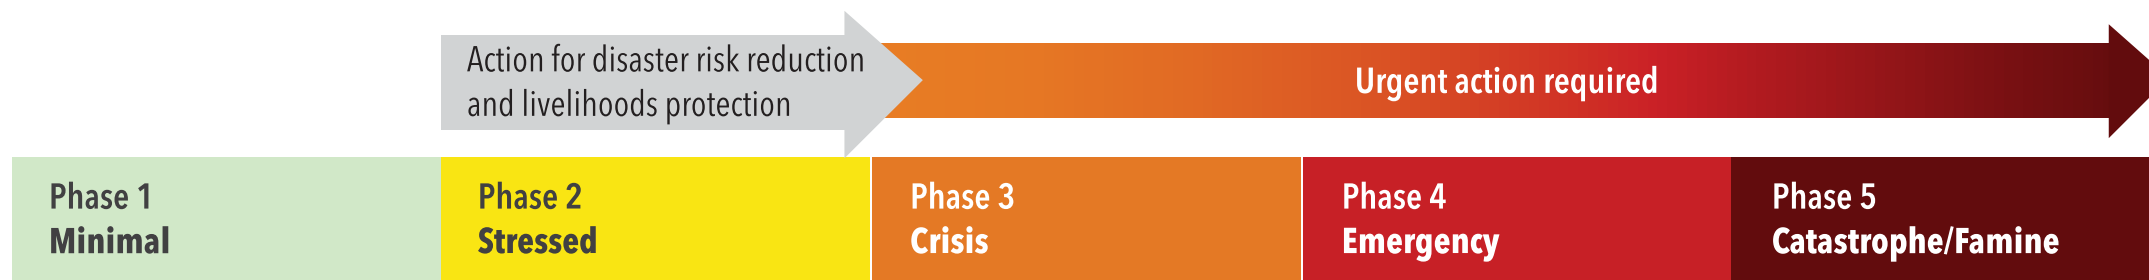 Action for disaster risk reduction
and livelihoods protection
Urgent action required
Phase 1
Minimal
Phase 2
Stressed
Phase 3
Crisis
Phase 4
Emergency
Phase 5
Catastrophe/Famine